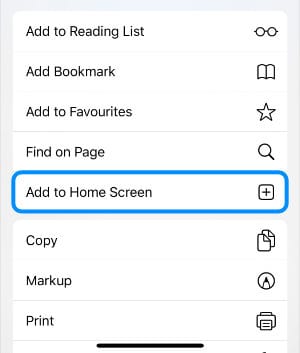 Add to Reading List
Add Bookmark
Add to Favourites
Find on Page
Add to Home Screen
Copy
Markup
Print